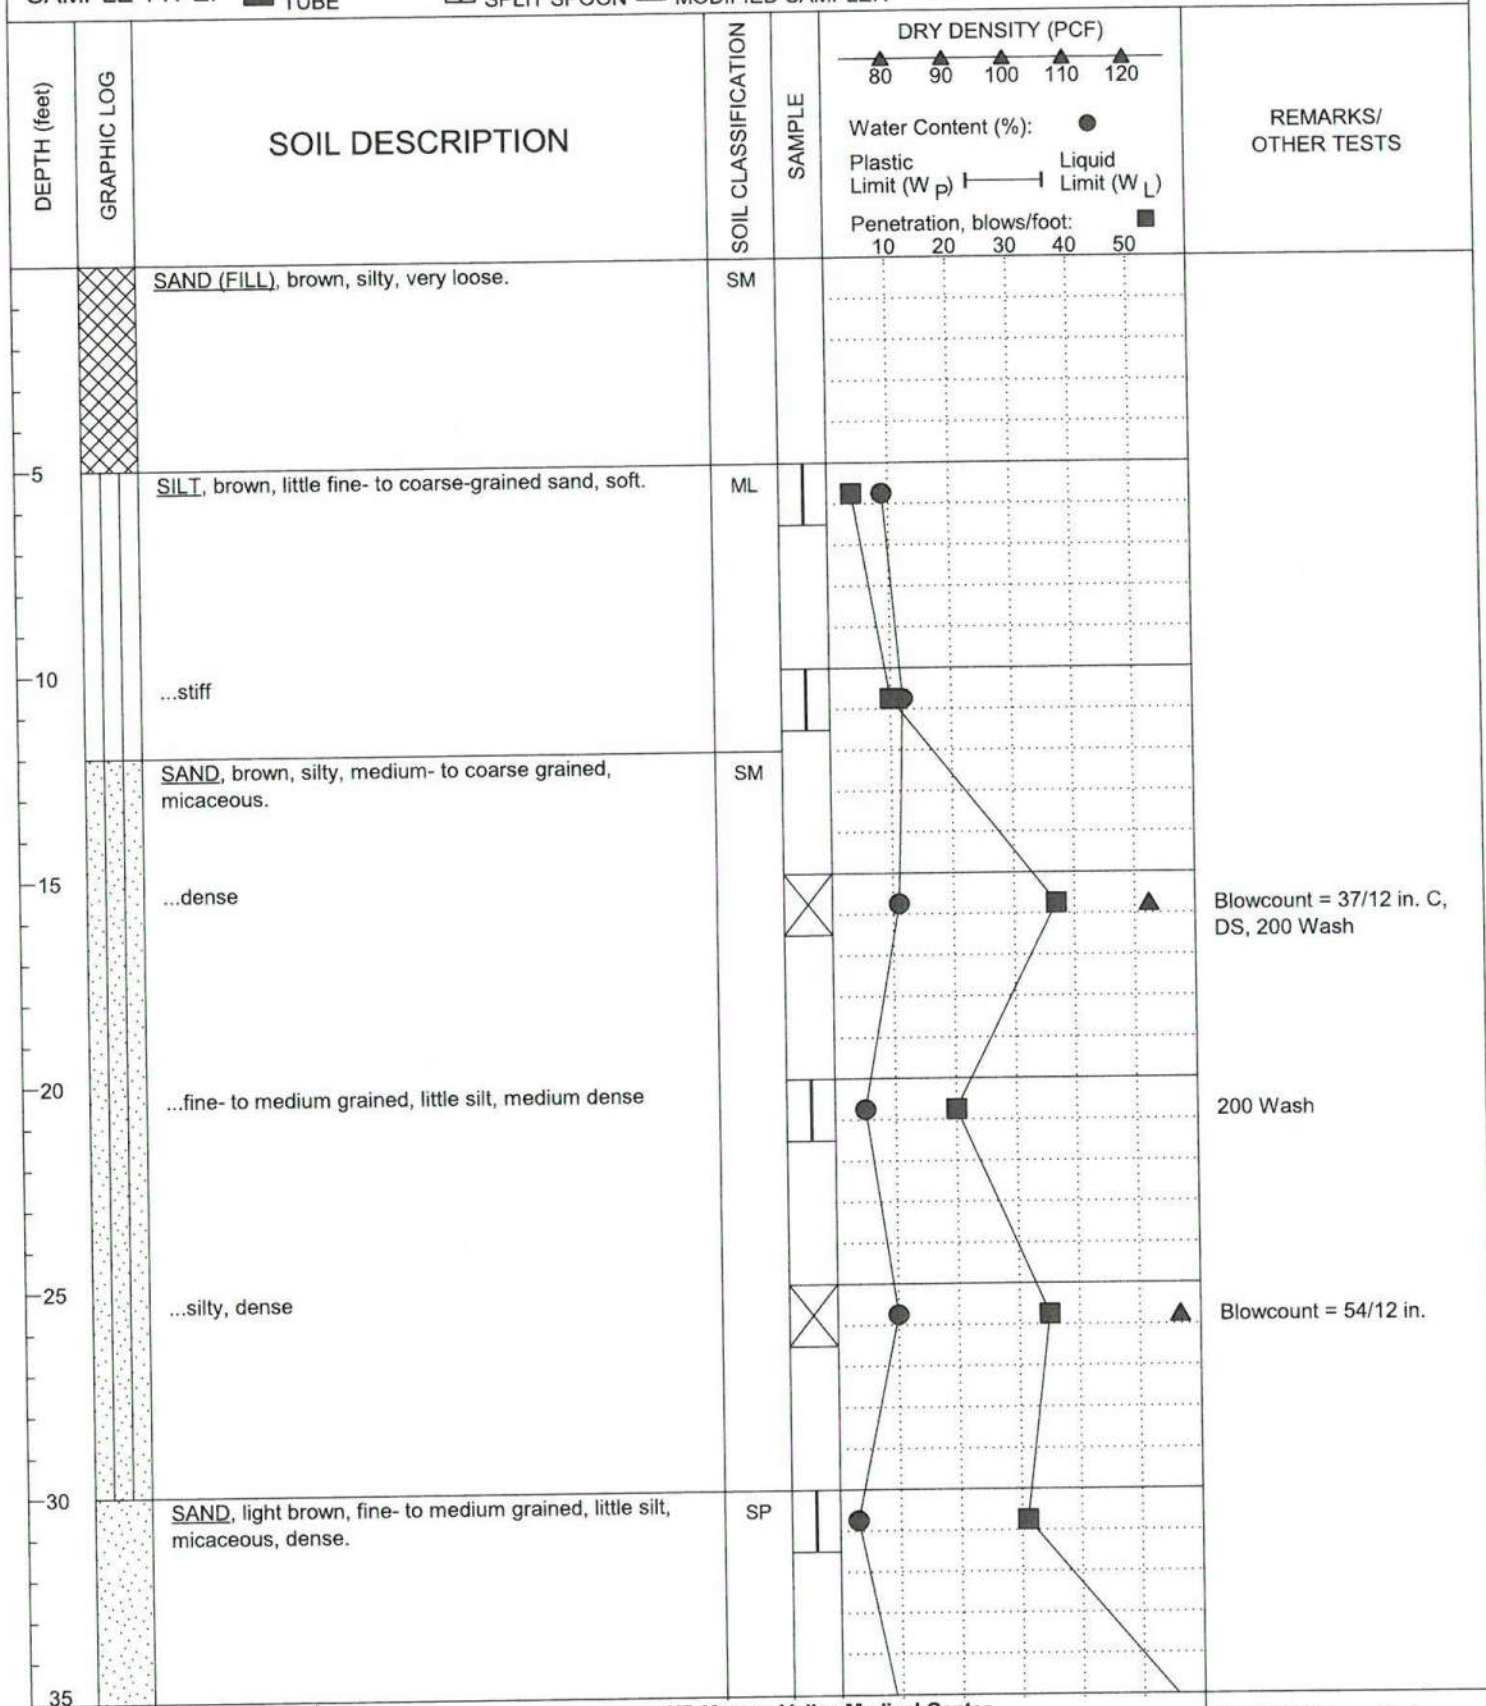 TUBE
SPLIT SPOON
MODIFIED SAMPLER
DEPTH (feet)
GRAPHIC LOG
SOIL DESCRIPTION
SOIL CLASSIFICATION
SAMPLE
DRY DENSITY (PCF)
80 90 100 110 120
Water Content (%):
Plastic Liquid
Limit (W P) Limit (W L)
Penetration, blows/foot:
10 20 30 40 50
REMARKS/
OTHER TESTS
SAND (FILL), brown, silty, very loose. SM
5
SILT, brown, little fine- to coarse-grained sand, soft. ML
10
...stiff
SAND, brown, silty, medium- to coarse grained, SM
micaceous.
15
...dense
Blowcount = 37/12 in. C,
DS, 200 Wash
20
...fine- to medium grained, little silt, medium dense
200 Wash
25
...silty, dense
Blowcount = 54/12 in.
30
SAND, light brown, fine- to medium grained, little silt, SP
micaceous, dense.
35